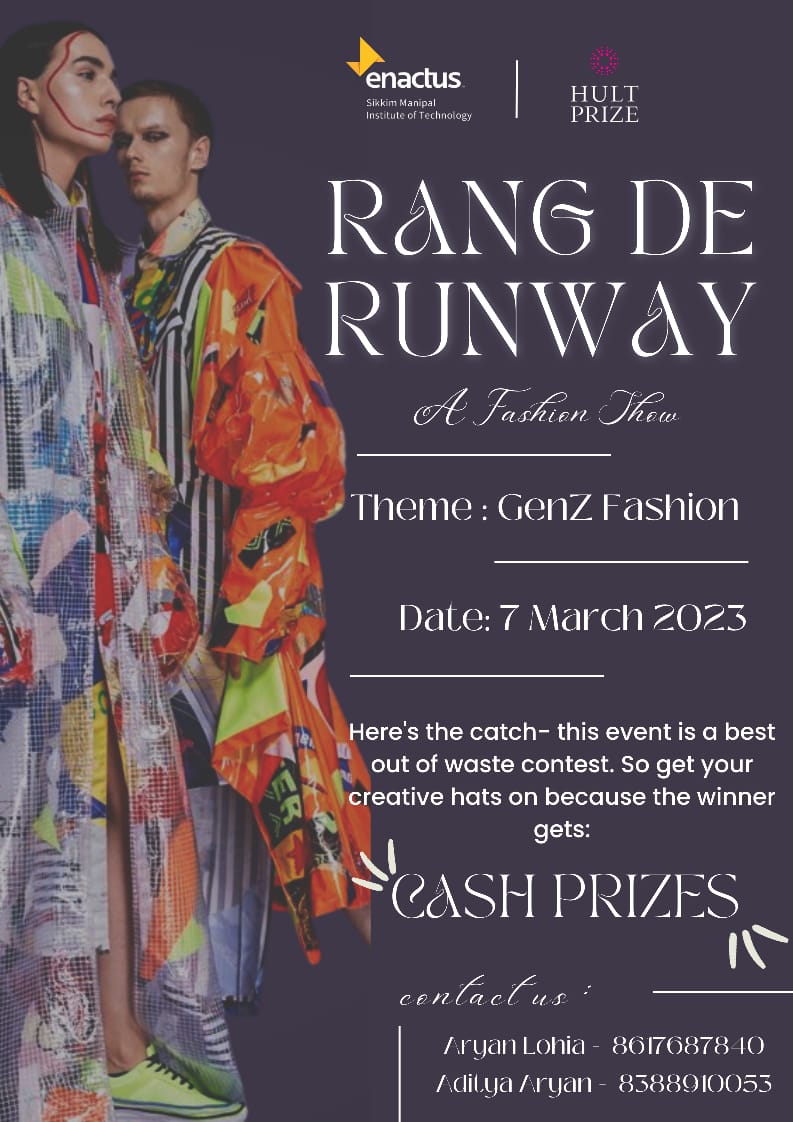 enactus
Sikkim Manipal
Institute of Technology
HULT
PRIZE
RANG DE
RUNWAY
A Fashion Show
Theme : GenZ Fashion
Date: 7 March 2023
Here's the catch- this event is a best
out of waste contest. So get your
creative hats on because the winner
gets:
CASH PRIZES
contact us :
Aryan Lohia - 8617687840
Aditya Aryan - 8388910053